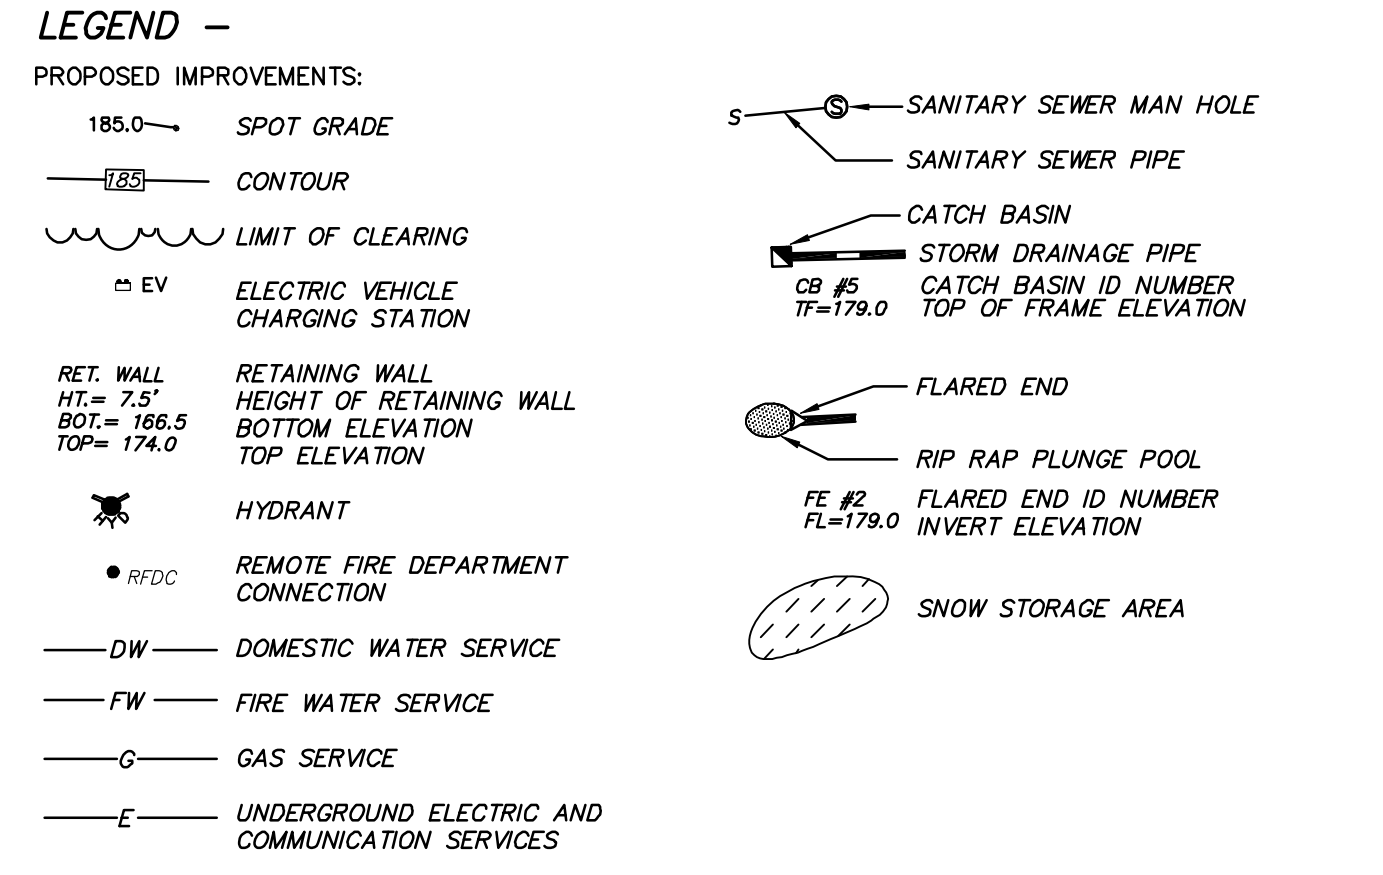 LEGEND –
PROPOSED IMPROVEMENTS:
185.0 SPOT GRADE
185 CONTOUR
LIMIT OF CLEARING
EV ELECTRIC VEHICLE
CHARGING STATION
RET. WALL RETAINING WALL
HT.= 7.5' HEIGHT OF RETAINING WALL
BOT.= 166.5 BOTTOM ELEVATION
TOP= 174.0 TOP ELEVATION
HYD HYDRANT
RFDC REMOTE FIRE DEPARTMENT
CONNECTION
DW DOMESTIC WATER SERVICE
FW FIRE WATER SERVICE
G GAS SERVICE
E UNDERGROUND ELECTRIC AND
COMMUNICATION SERVICES
S S SANITARY SEWER MAN HOLE
SANITARY SEWER PIPE
CATCH BASIN
STORM DRAINAGE PIPE
CB #5 CATCH BASIN ID NUMBER
TF=179.0 TOP OF FRAME ELEVATION
FLARED END
RIP RAP PLUNGE POOL
FE #2 FLARED END ID NUMBER
FL=179.0 INVERT ELEVATION
SNOW STORAGE AREA